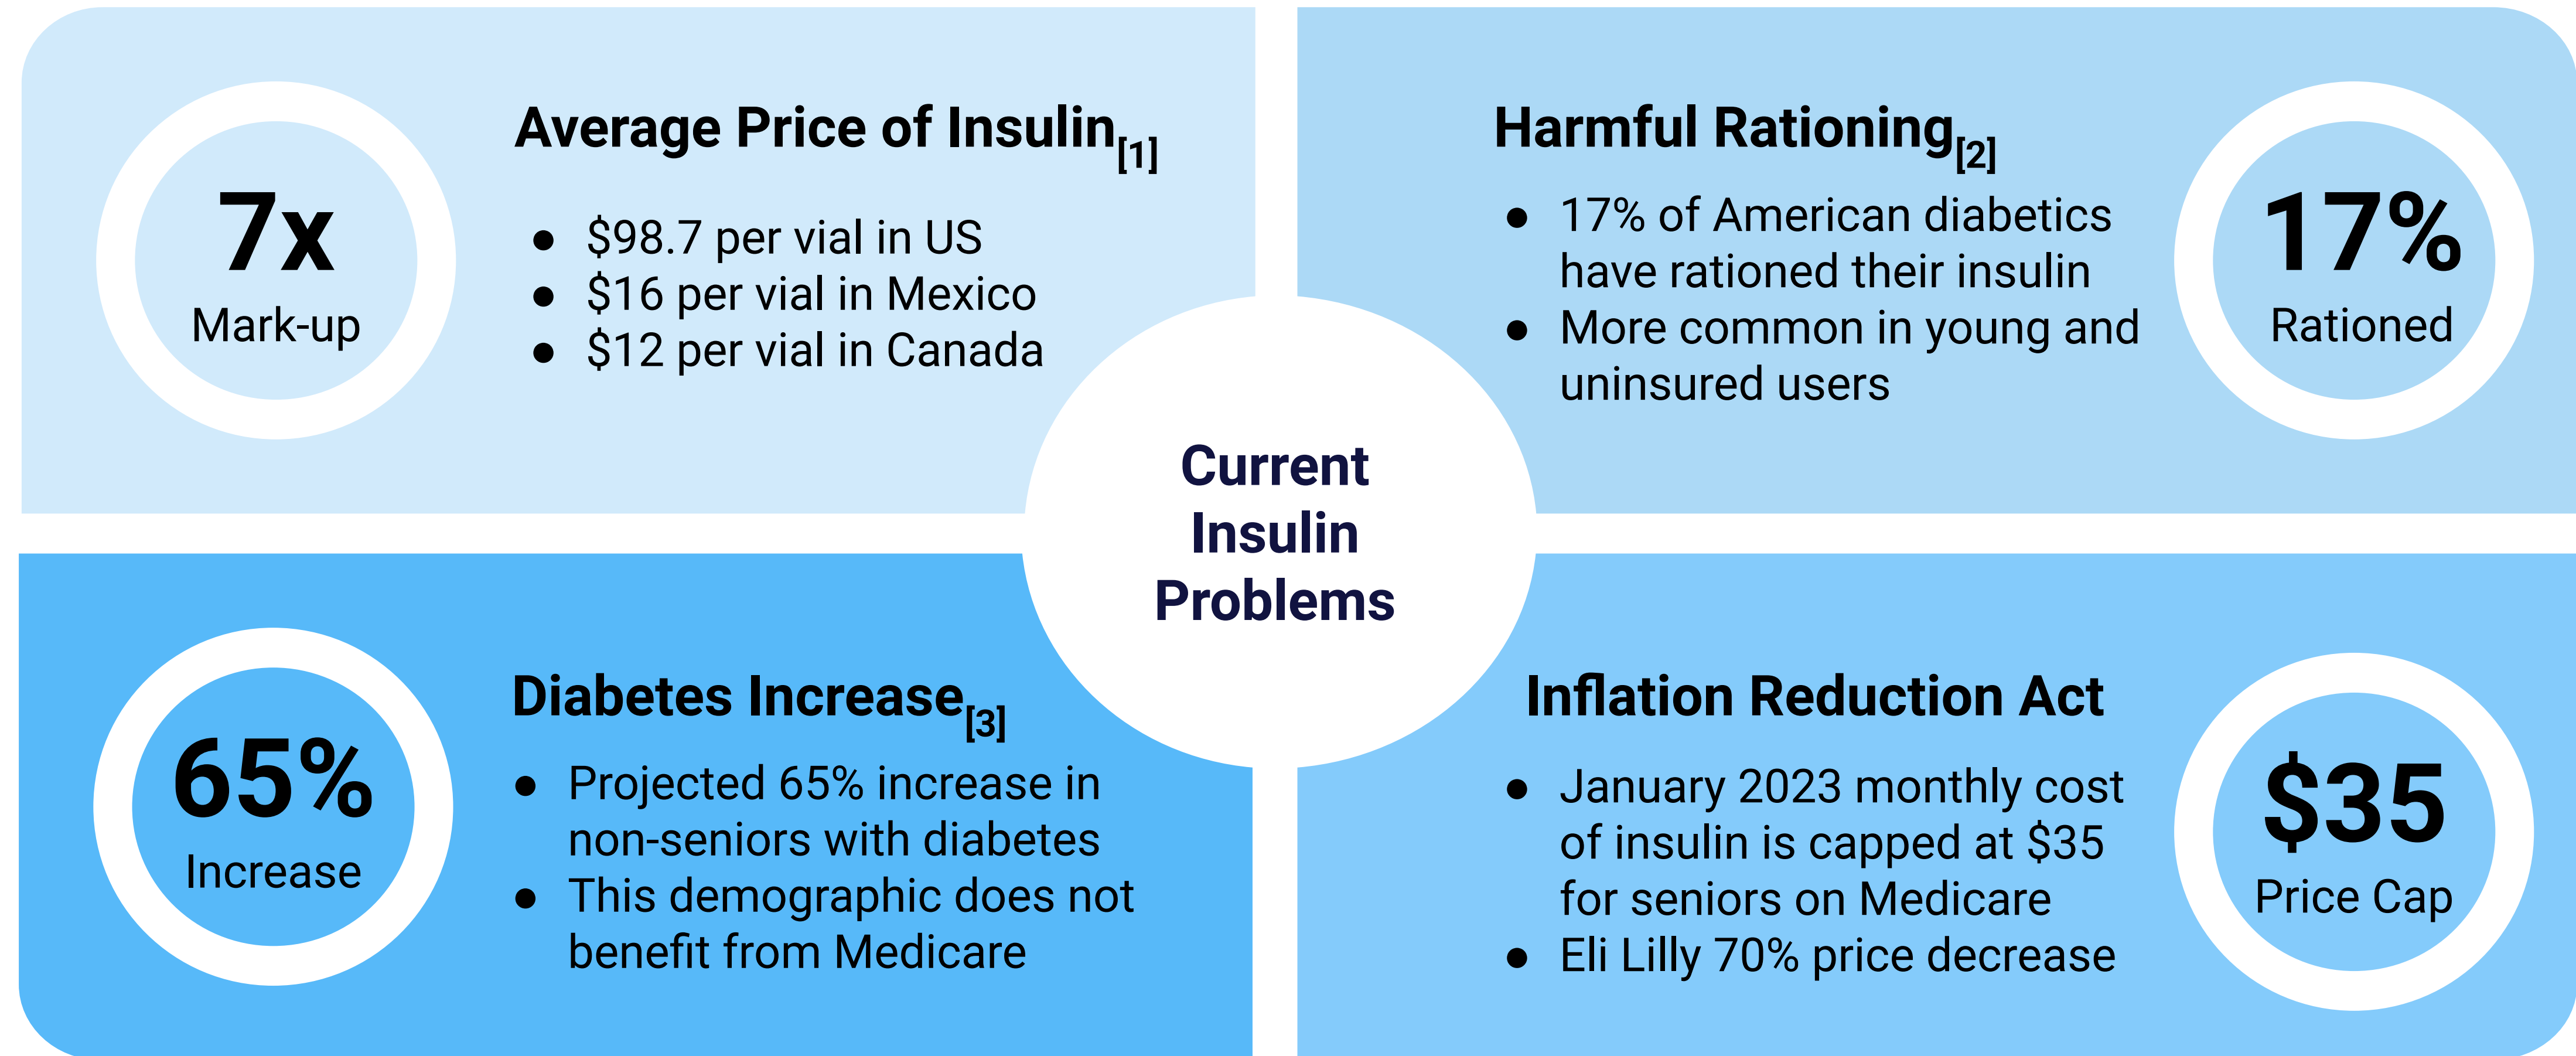 7x
Mark-up
Average Price of Insulin[1]
● $98.7 per vial in US
● $16 per vial in Mexico
● $12 per vial in Canada
Harmful Rationing[2]
● 17% of American diabetics
have rationed their insulin
● More common in young and
uninsured users
17%
Rationed
Current
Insulin
Problems
65%
Increase
Diabetes Increase[3]
● Projected 65% increase in
non-seniors with diabetes
● This demographic does not
benefit from Medicare
Inflation Reduction Act
● January 2023 monthly cost
of insulin is capped at $35
for seniors on Medicare
● Eli Lilly 70% price decrease
$35
Price Cap